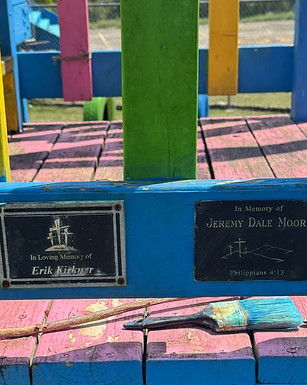 In Loving Memory of
Erik Kirkner
In Memory of
JEREMY DALE MOOR
Philippians 4:13